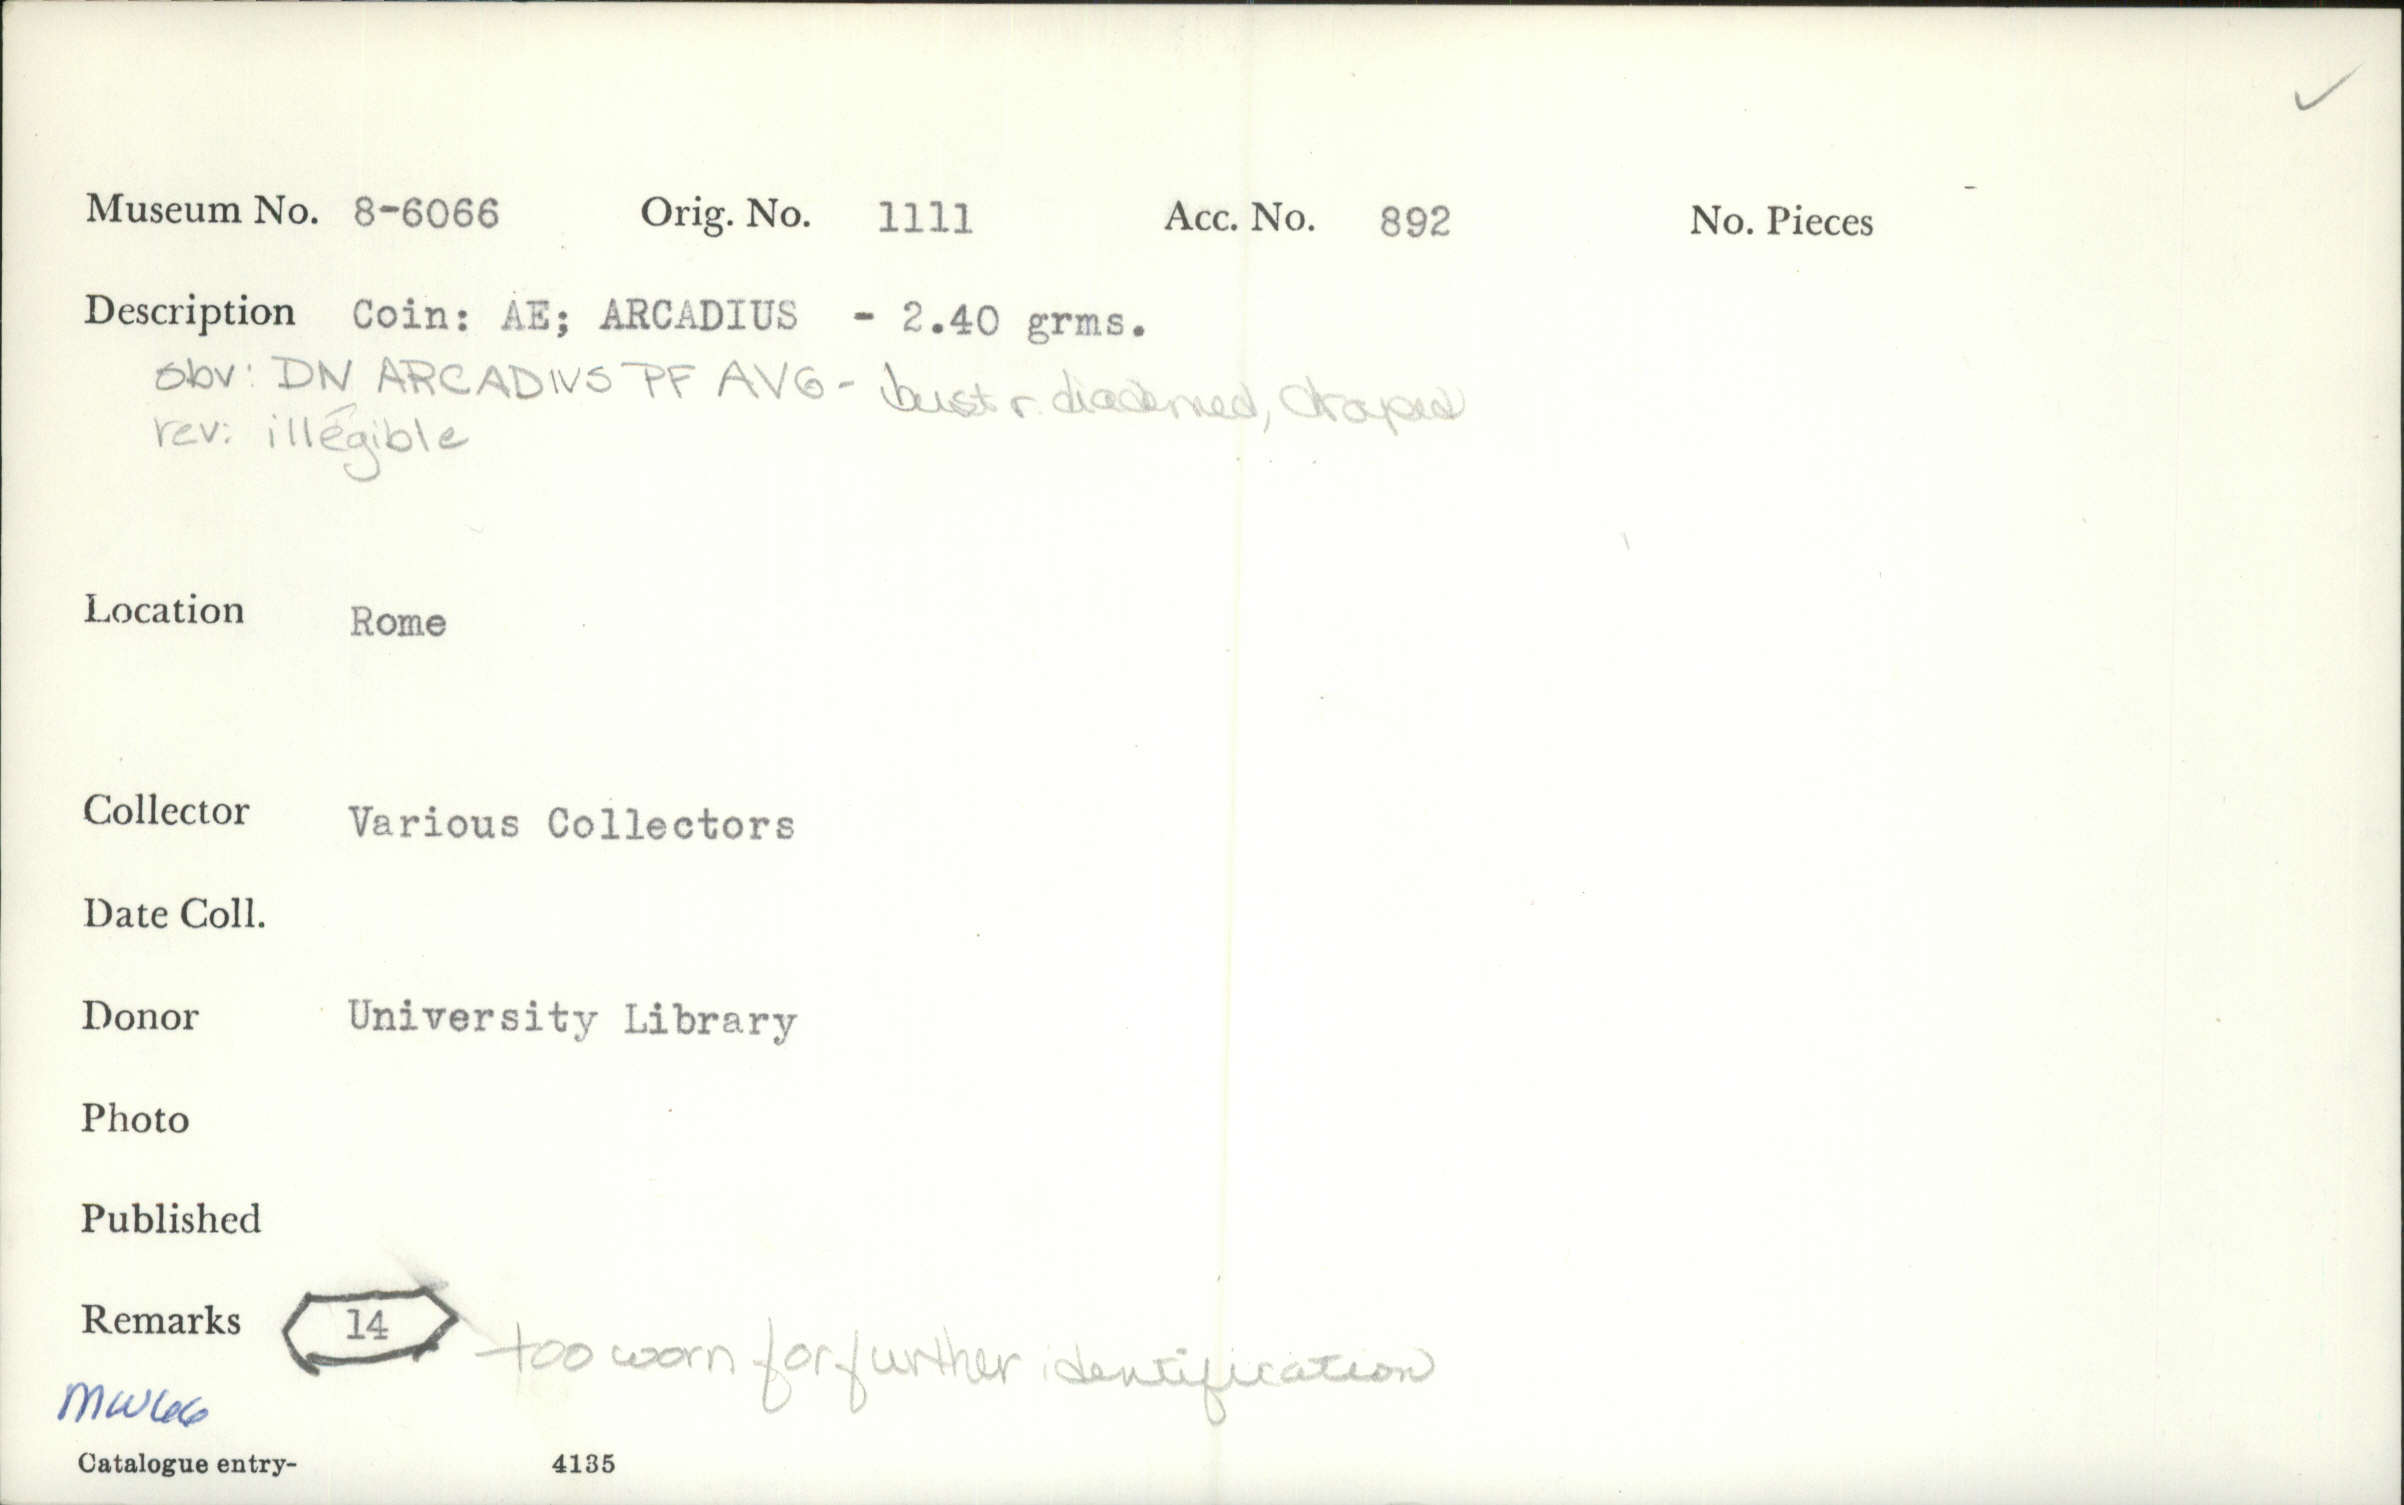 Museum No. 8-6066 Orig. No. 1111 Acc. No. 892 No. Pieces
Description Coin: AE; ARCADIUS - 2.40 grms.
obv: DN ARCADIVS PF AVG - bust r. diademed, draped
rev: illegible
Location Rome
Collector Various Collectors
Date Coll.
Donor University Library
Photo
Published
Remarks 14 too worn for further identification
MW66
Catalogue entry- 4135